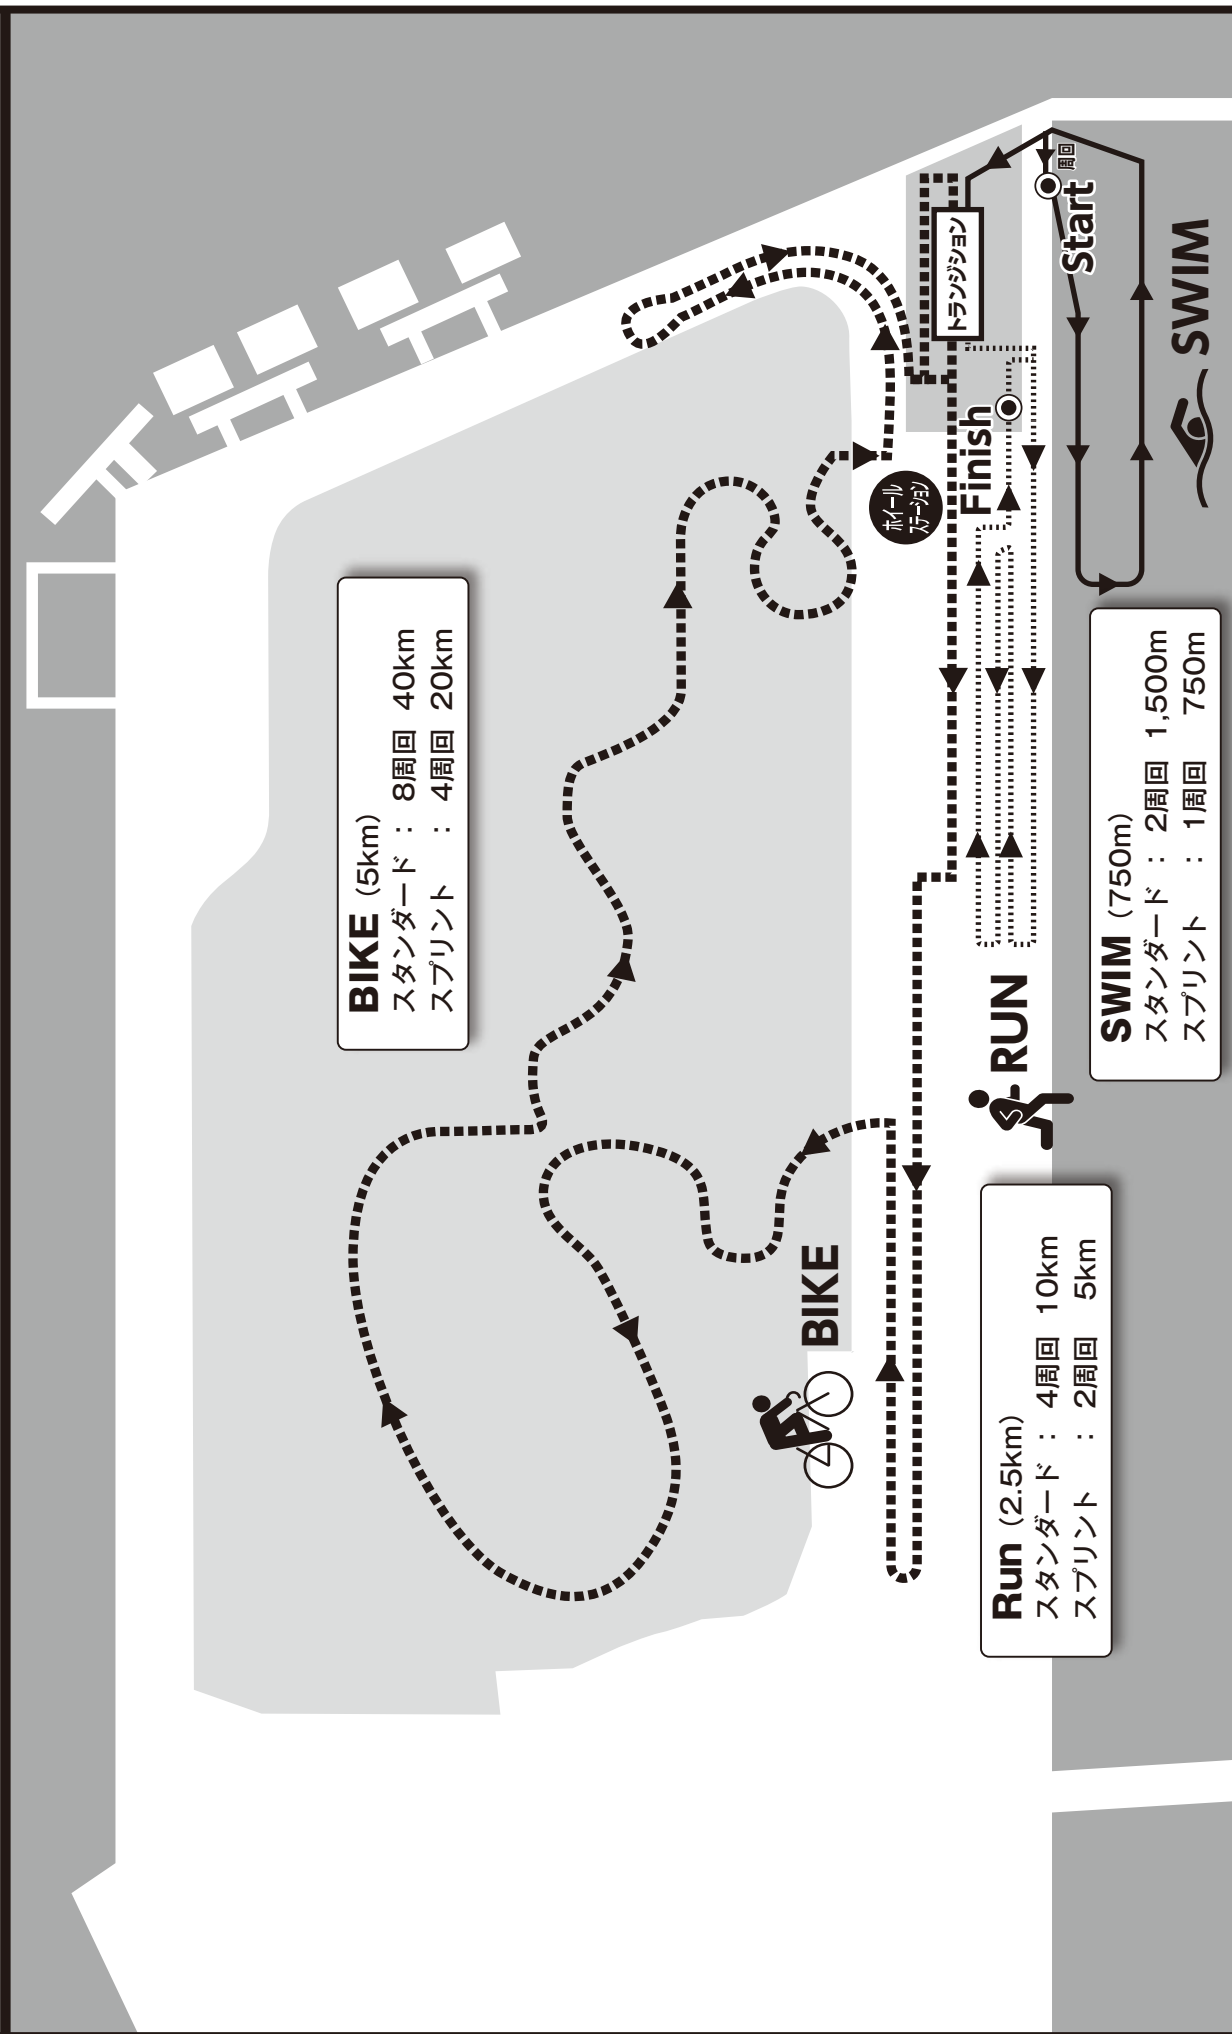 BIKE (5km)
スタンダード : 8周回 40km
スプリント : 4周回 20km
トランジション
周回
Start
Finish
ホイール
ステーション
SWIM
BIKE
RUN
Run (2.5km)
スタンダード : 4周回 10km
スプリント : 2周回 5km
SWIM (750m)
スタンダード : 2周回 1,500m
スプリント : 1周回 750m